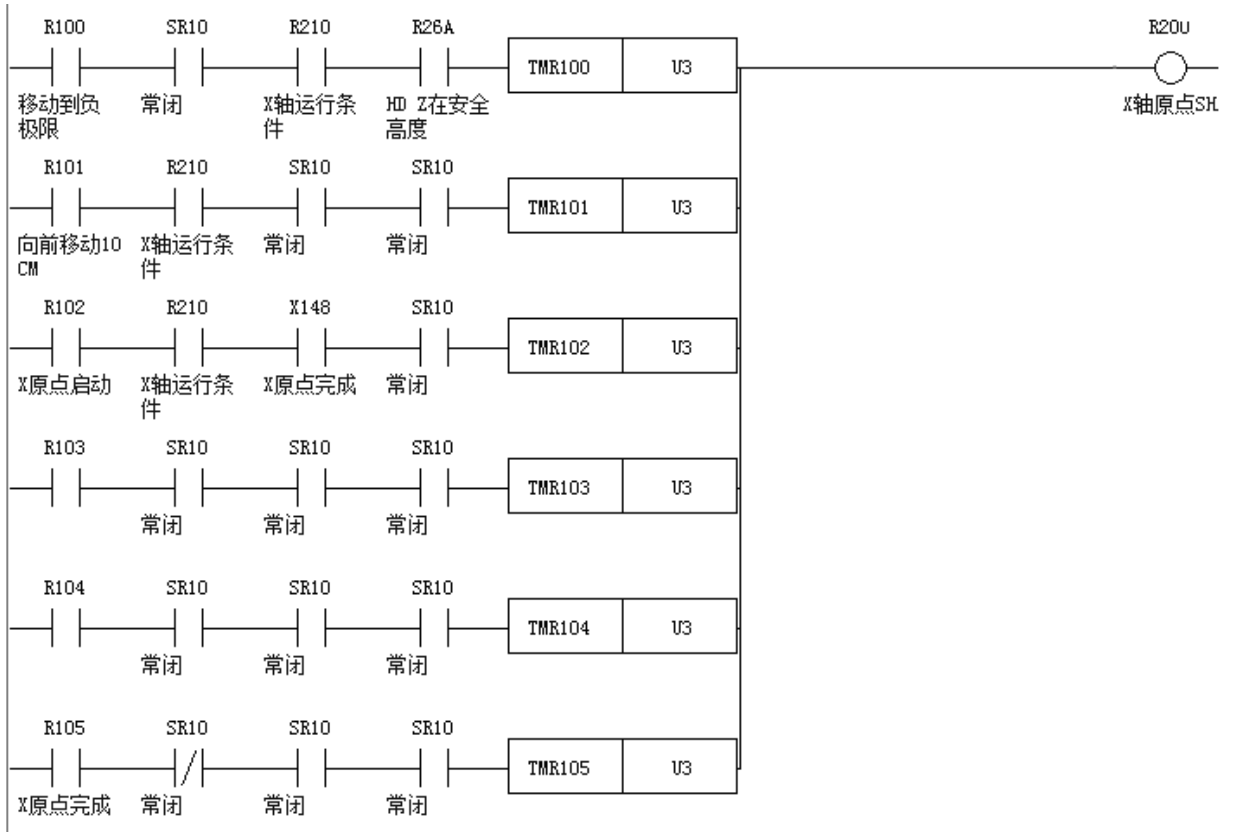 R100 SR10 R210 R26A R20U
TMR100 U3
移动到负 常闭 X轴运行条 HD Z在安全 X轴原点SH
极限 件 高度
R101 R210 SR10 SR10
TMR101 U3
向前移动10 X轴运行条 常闭 常闭
CM 件
R102 R210 X148 SR10
TMR102 U3
X原点启动 X轴运行条 X原点完成 常闭
件
R103 SR10 SR10 SR10
TMR103 U3
常闭 常闭 常闭
R104 SR10 SR10 SR10
TMR104 U3
常闭 常闭 常闭
R105 SR10 SR10 SR10
TMR105 U3
X原点完成 常闭 常闭 常闭